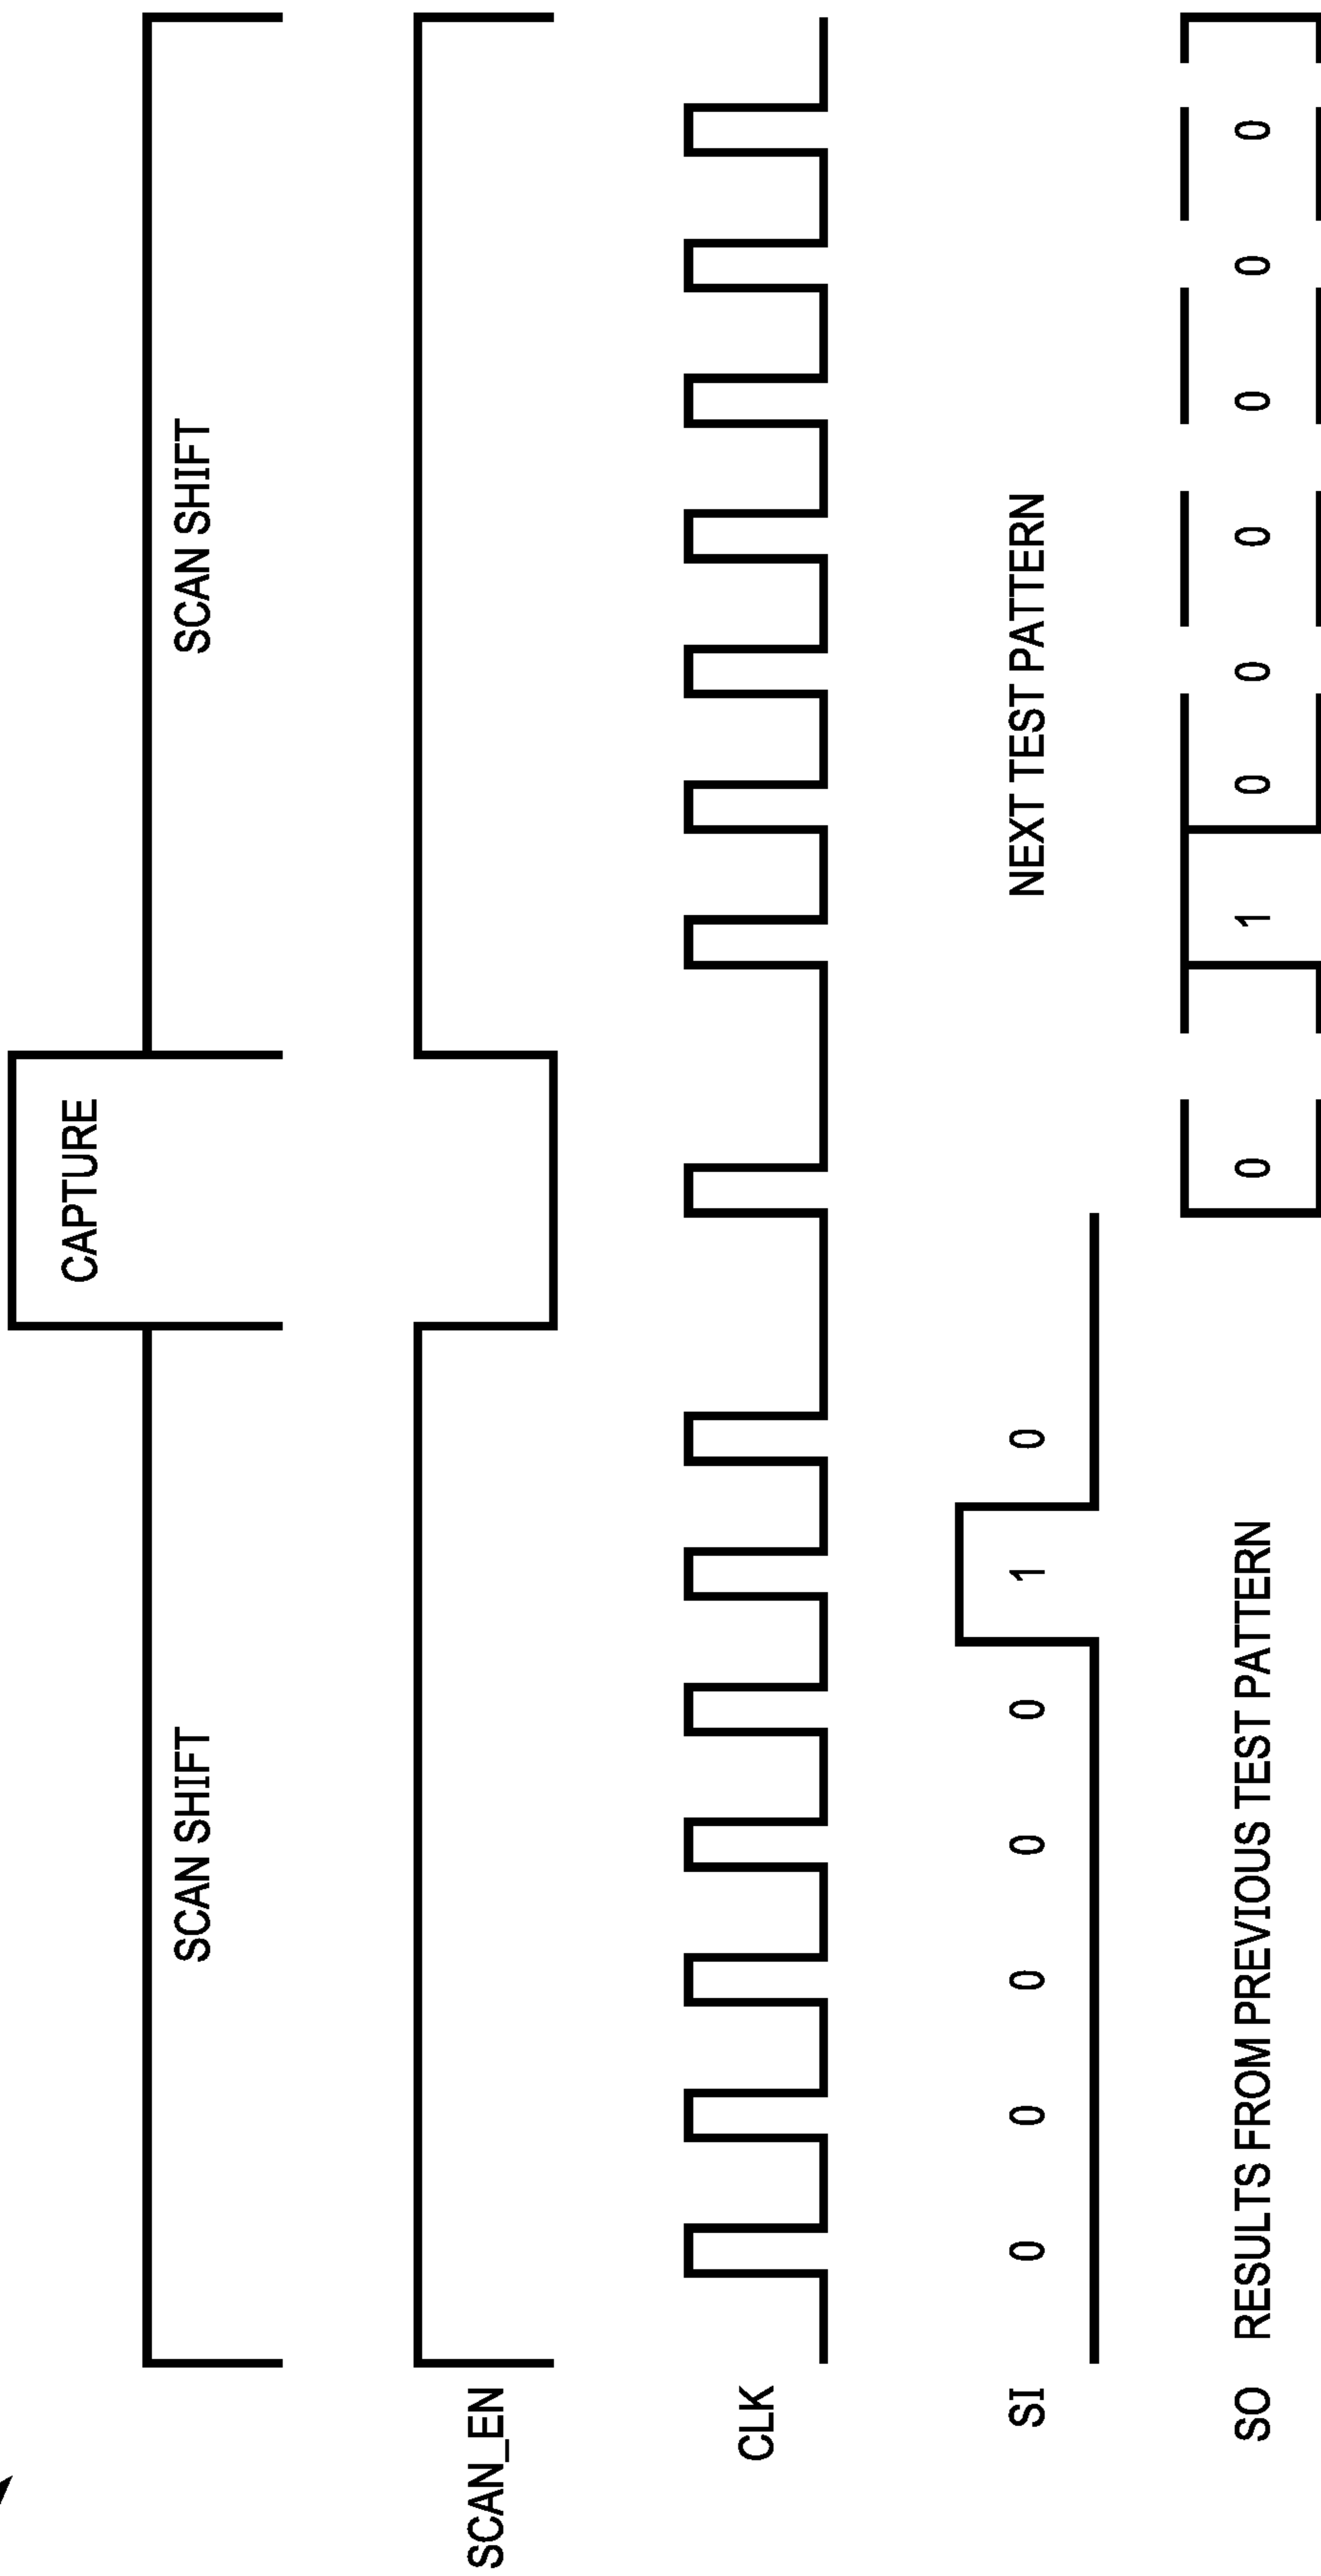 CAPTURE
SCAN SHIFT SCAN SHIFT
SCAN_EN
CLK
SI 0 0 0 0 0 1 0 NEXT TEST PATTERN
SO RESULTS FROM PREVIOUS TEST PATTERN 0 1 0 0 0 0 0 0